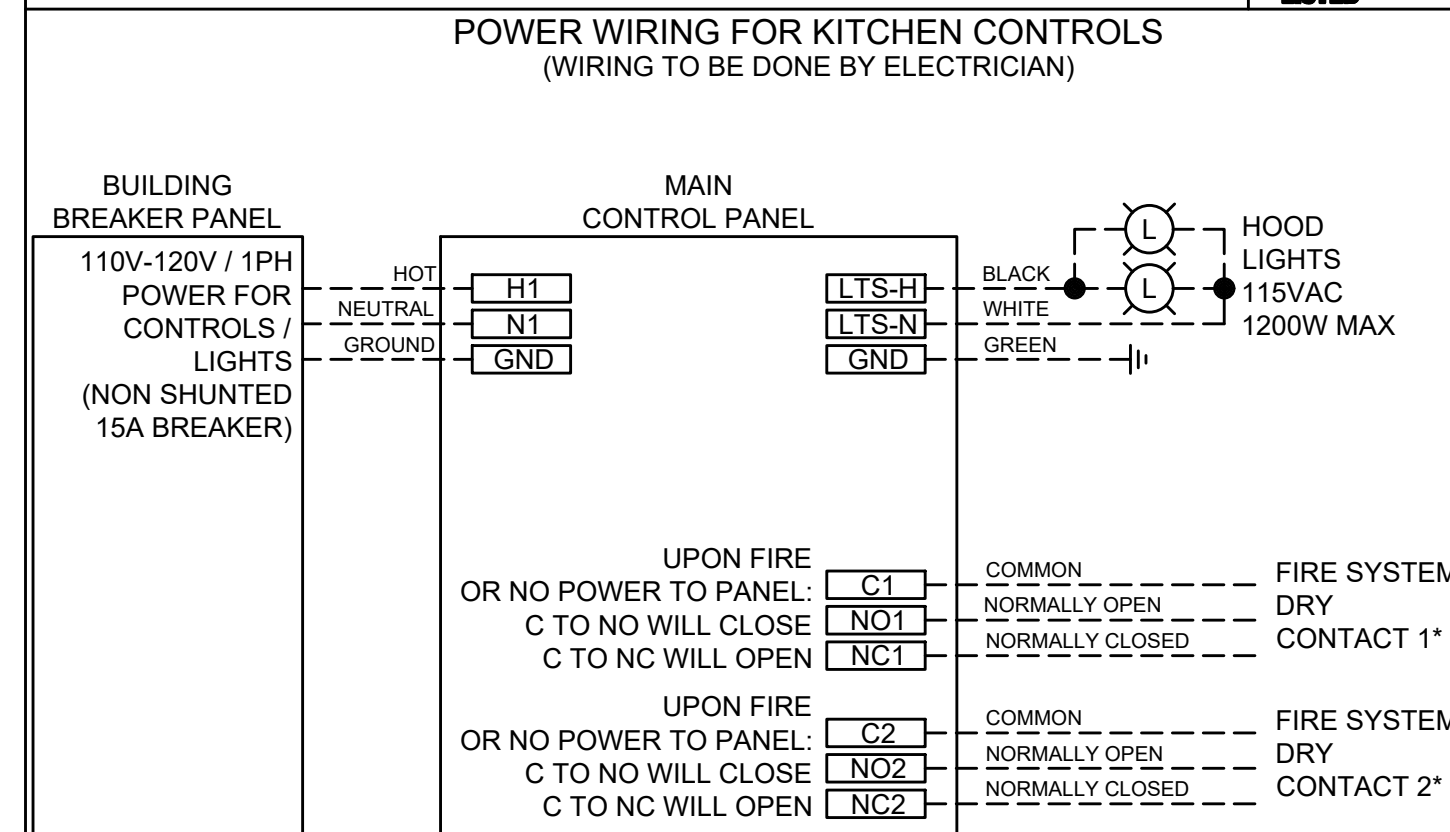 POWER WIRING FOR KITCHEN CONTROLS
(WIRING TO BE DONE BY ELECTRICIAN)
BUILDING
BREAKER PANEL
110V-120V / 1PH
POWER FOR
CONTROLS /
LIGHTS
(NON SHUNTED
15A BREAKER)
HOT
NEUTRAL
GROUND
MAIN
CONTROL PANEL
H1
N1
GND
LTS-H
LTS-N
GND
BLACK
WHITE
GREEN
L
L
HOOD
LIGHTS
115VAC
1200W MAX
UPON FIRE
OR NO POWER TO PANEL:
C TO NO WILL CLOSE
C TO NC WILL OPEN
C1
NO1
NC1
COMMON
NORMALLY OPEN
NORMALLY CLOSED
FIRE SYSTEM
DRY
CONTACT 1*
UPON FIRE
OR NO POWER TO PANEL:
C TO NO WILL CLOSE
C TO NC WILL OPEN
C2
NO2
NC2
COMMON
NORMALLY OPEN
NORMALLY CLOSED
FIRE SYSTEM
DRY
CONTACT 2*